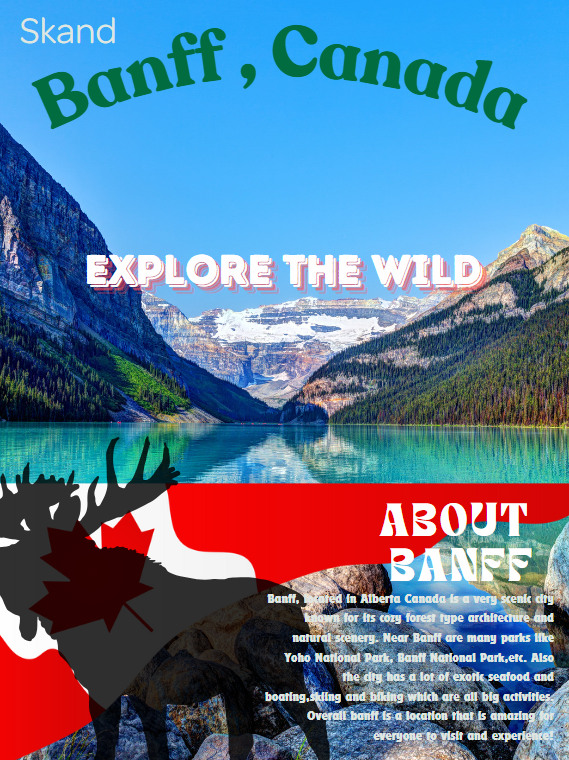 Skand
Banff , Canada
EXPLORE THE WILD
ABOUT
BANFF
Banff, located in Alberta Canada is a very scenic city
known for its cozy forest type architecture and
natural scenery. Near Banff are many parks like
Yoho National Park, Banff National Park,etc. Also
the city has a lot of exotic seafood and
boating,skiing and biking which are all big activities.
Overall banff is a location that is amazing for
everyone to visit and experience!